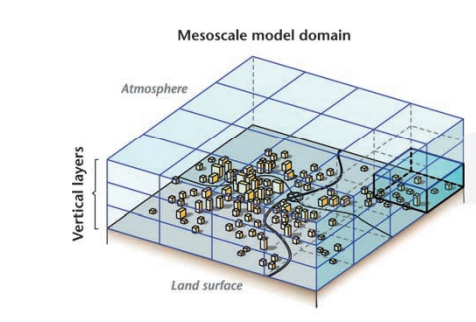 Mesoscale model domain
Atmosphere
Vertical layers
Land surface